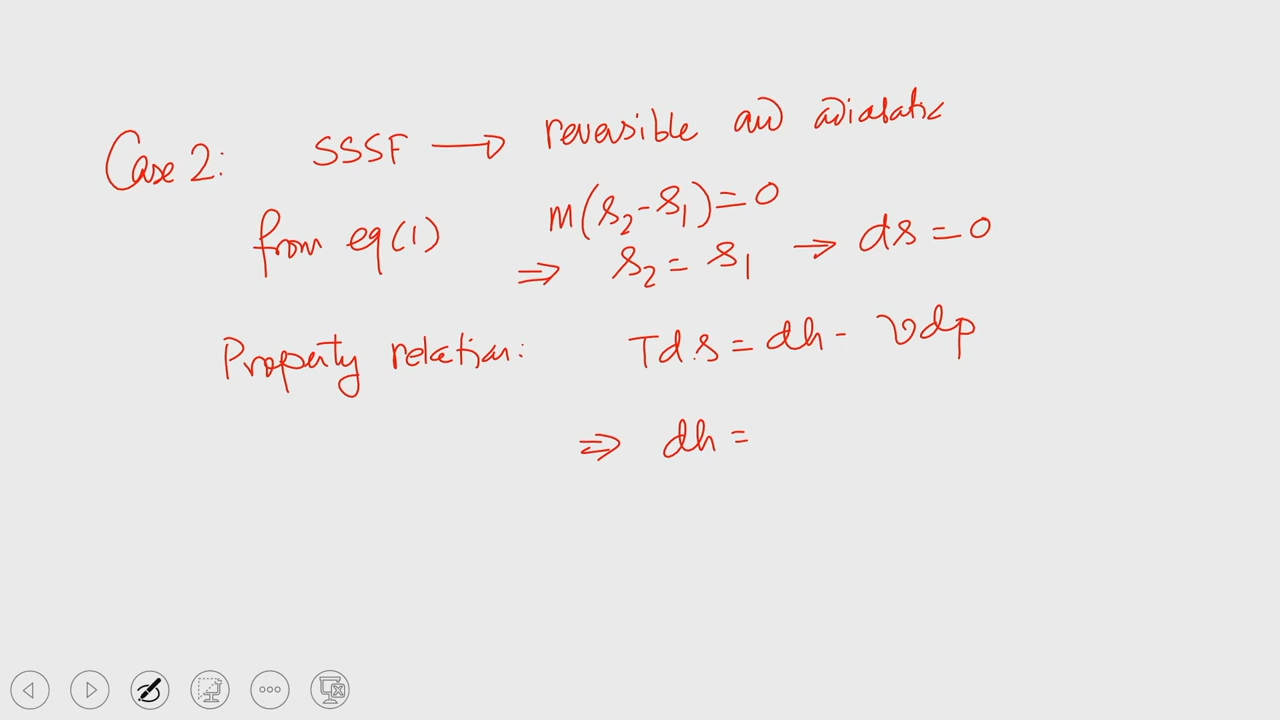 Case 2: SSSF → reversible and adiabatic
from eq(1) m(s₂-s₁)=0
⇒ s₂ = s₁ → ds = 0
Property relation: Tds = dh - vdp
⇒ dh =